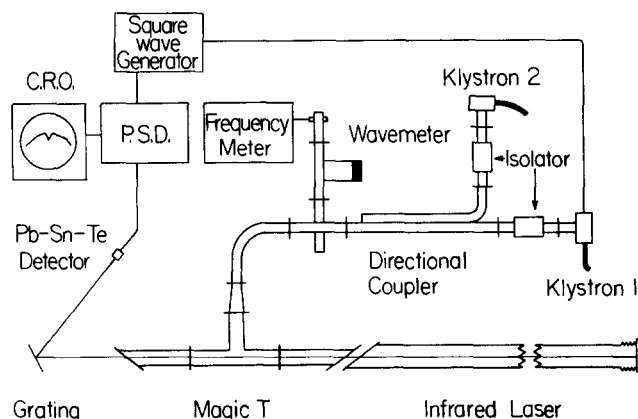 Square
wave
Generator
C.R.O.
P.S.D.
Frequency
Meter
Wavemeter
Klystron 2
Isolator
Pb-Sn-Te
Detector
Directional
Coupler
Klystron 1
Grating
Magic T
Infrared Laser